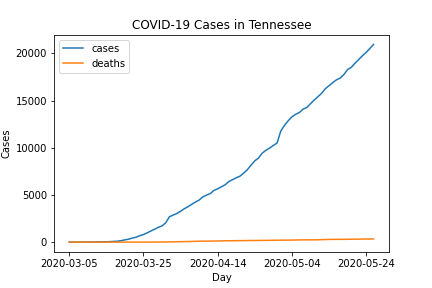 COVID-19 Cases in Tennessee
cases
deaths
20000
15000
10000
5000
0
Cases
2020-03-05 2020-03-25 2020-04-14 2020-05-04 2020-05-24
Day